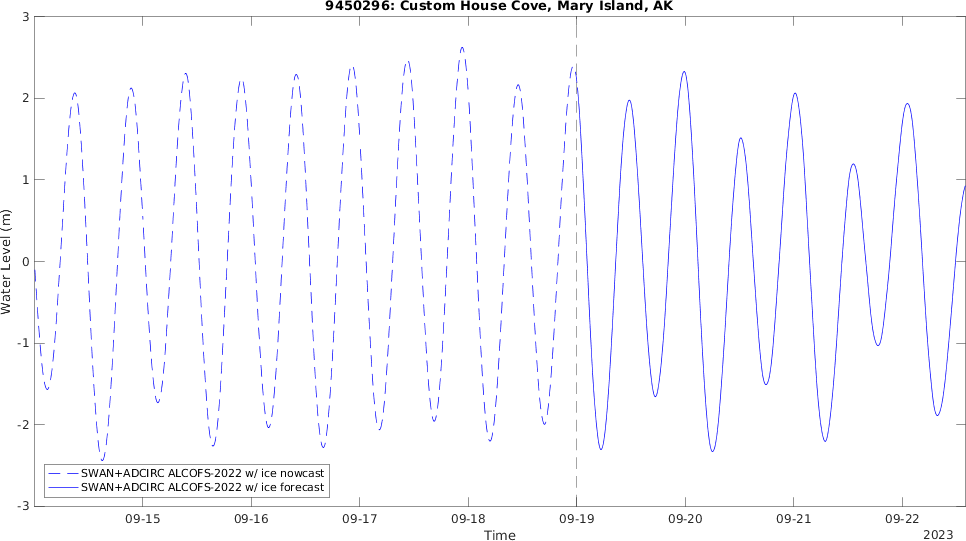 9450296: Custom House Cove, Mary Island, AK
3
2
1
0
-1
-2
-3
Water Level (m)
SWAN+ADCIRC ALCOFS-2022 w/ ice nowcast
SWAN+ADCIRC ALCOFS-2022 w/ ice forecast
09-15 09-16 09-17 09-18 09-19 09-20 09-21 09-22
Time
2023